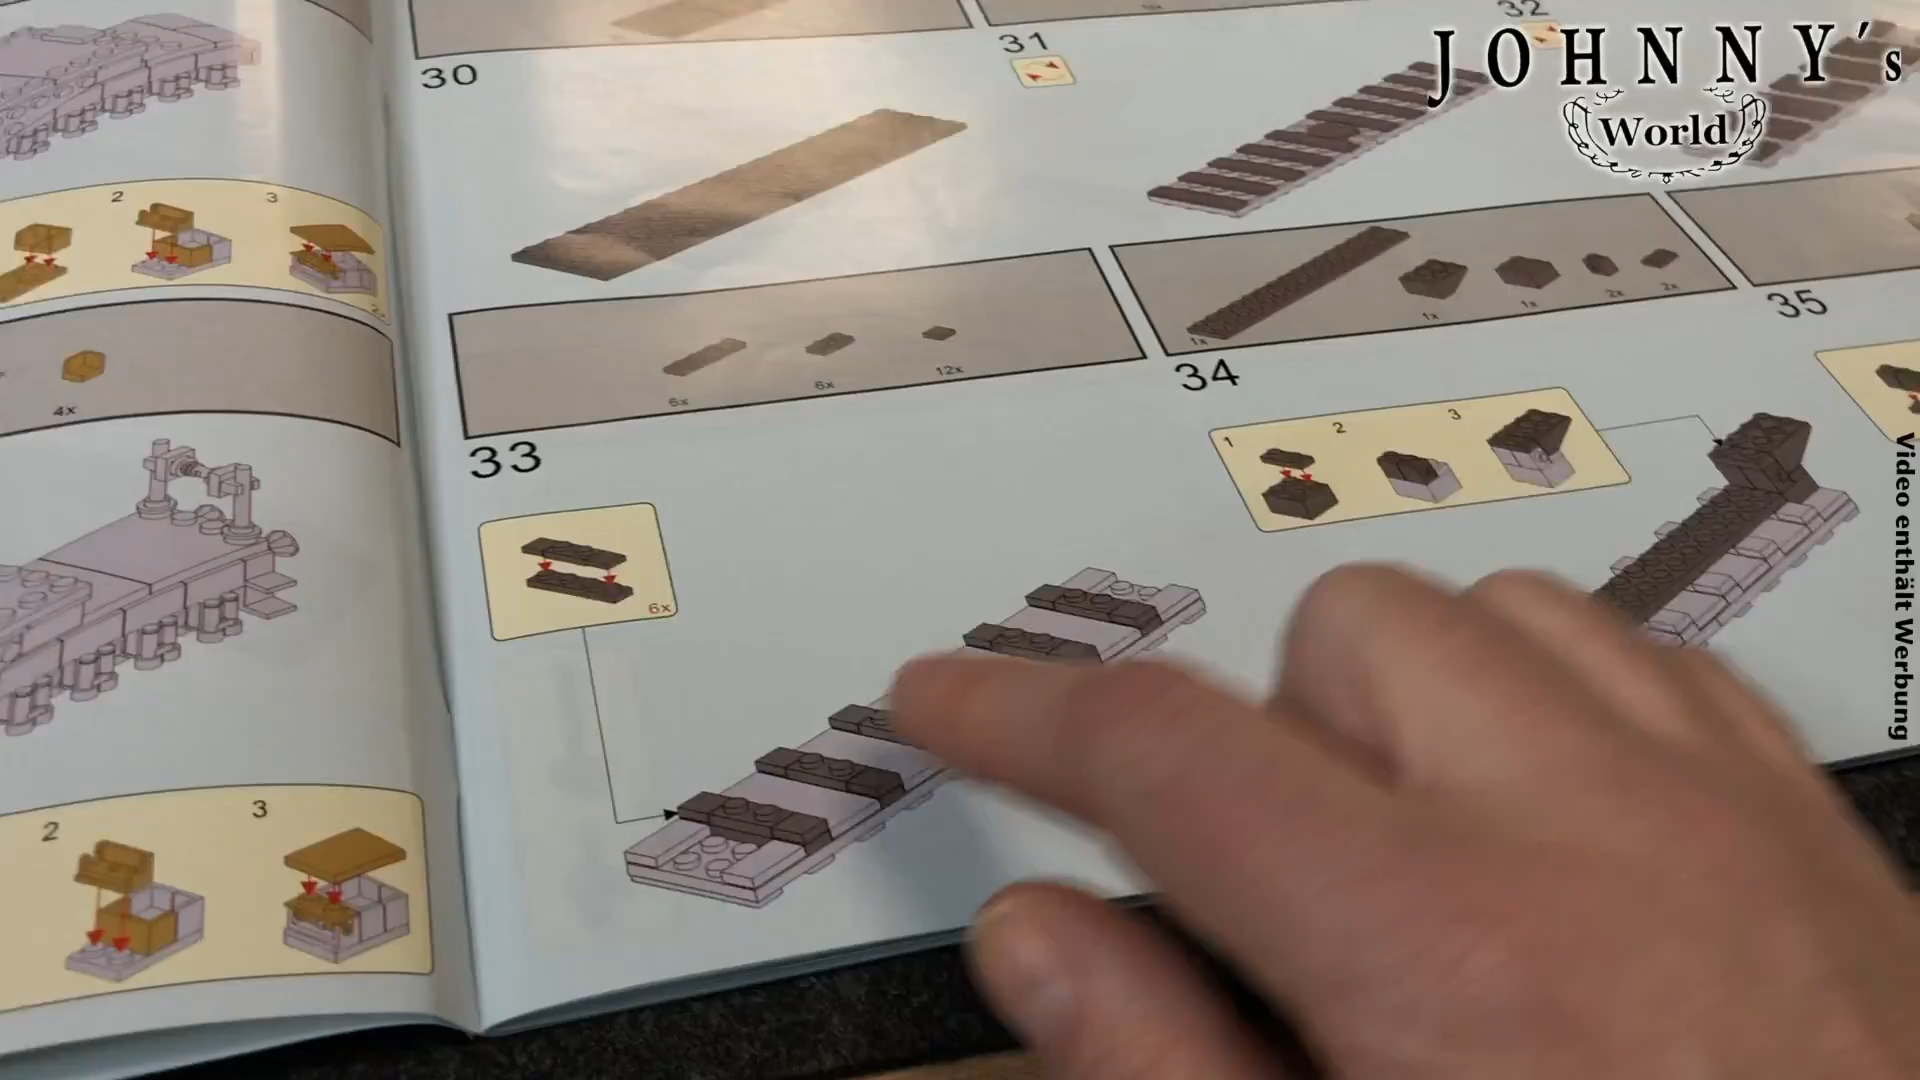 JOHNNY´s
World
30
31
32
2
3
4x
6x
6x
12x
1x
1x
1x
2x
2x
33
34
35
6x
1
2
3
2
3
Video enthält Werbung